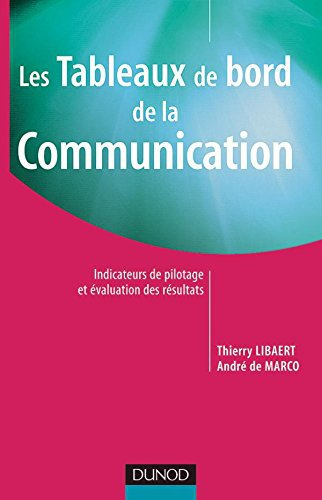 Les Tableaux de bord
de la
Communication
Indicateurs de pilotage
et évaluation des résultats
Thierry LIBAERT
André de MARCO
DUNOD